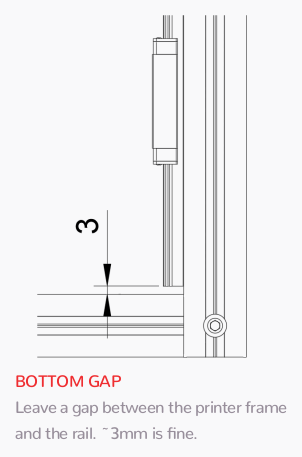 3
BOTTOM GAP
Leave a gap between the printer frame
and the rail. ~3mm is fine.